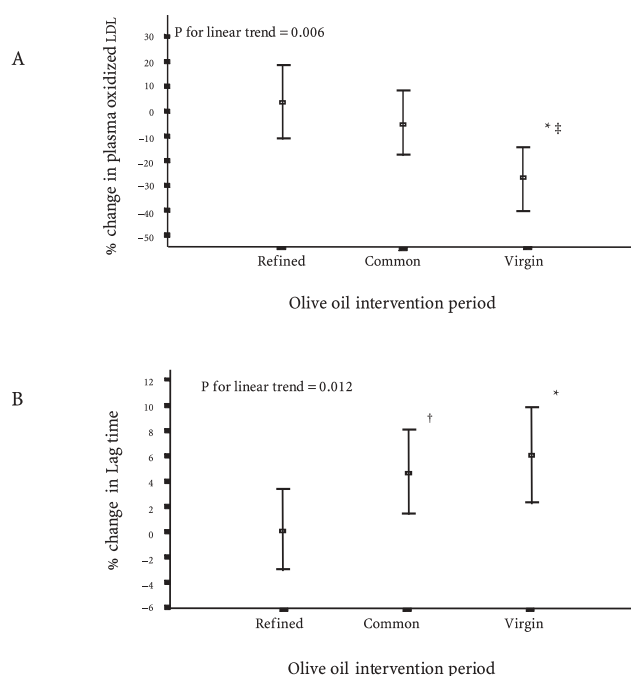 A
% change in plasma oxidized LDL
P for linear trend = 0.006
30
20
10
0
−10
−20
−30
−40
−50
* ‡
Refined Common Virgin
Olive oil intervention period
B
% change in Lag time
P for linear trend = 0.012
12
10
8
6
4
2
0
−2
−4
−6
†
*
Refined Common Virgin
Olive oil intervention period